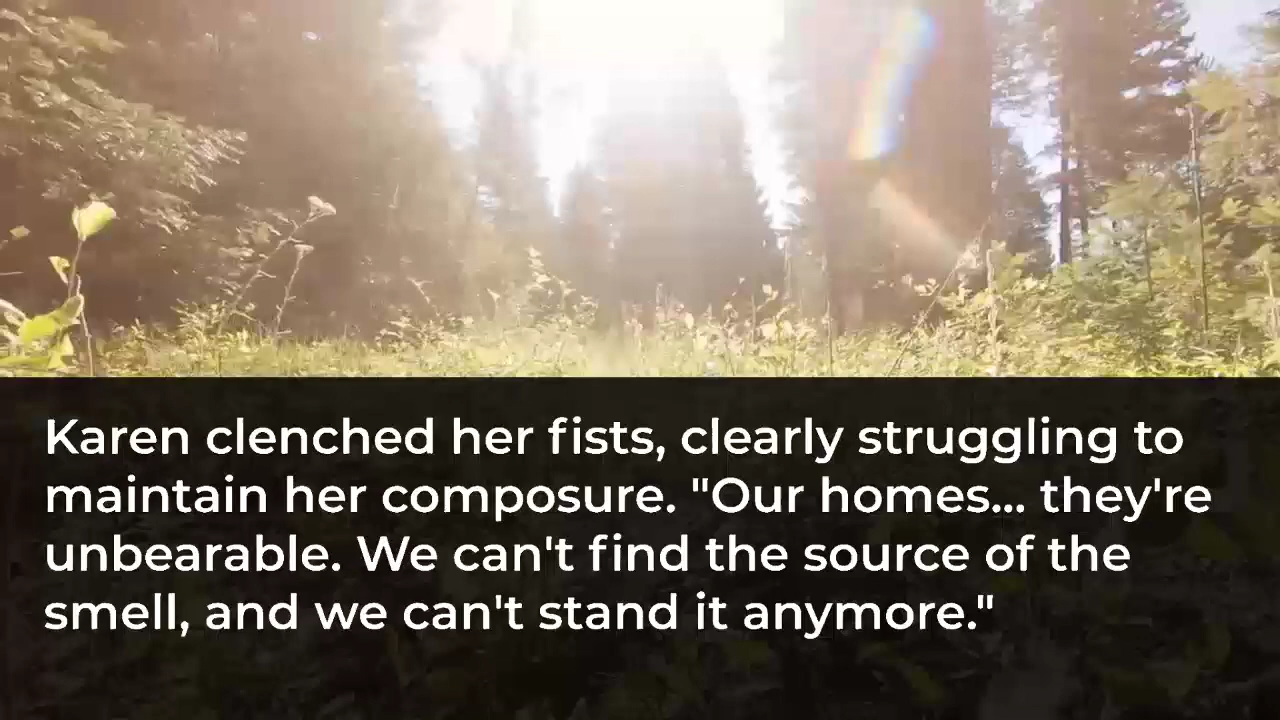 Karen clenched her fists, clearly struggling to
maintain her composure. "Our homes... they're
unbearable. We can't find the source of the
smell, and we can't stand it anymore."